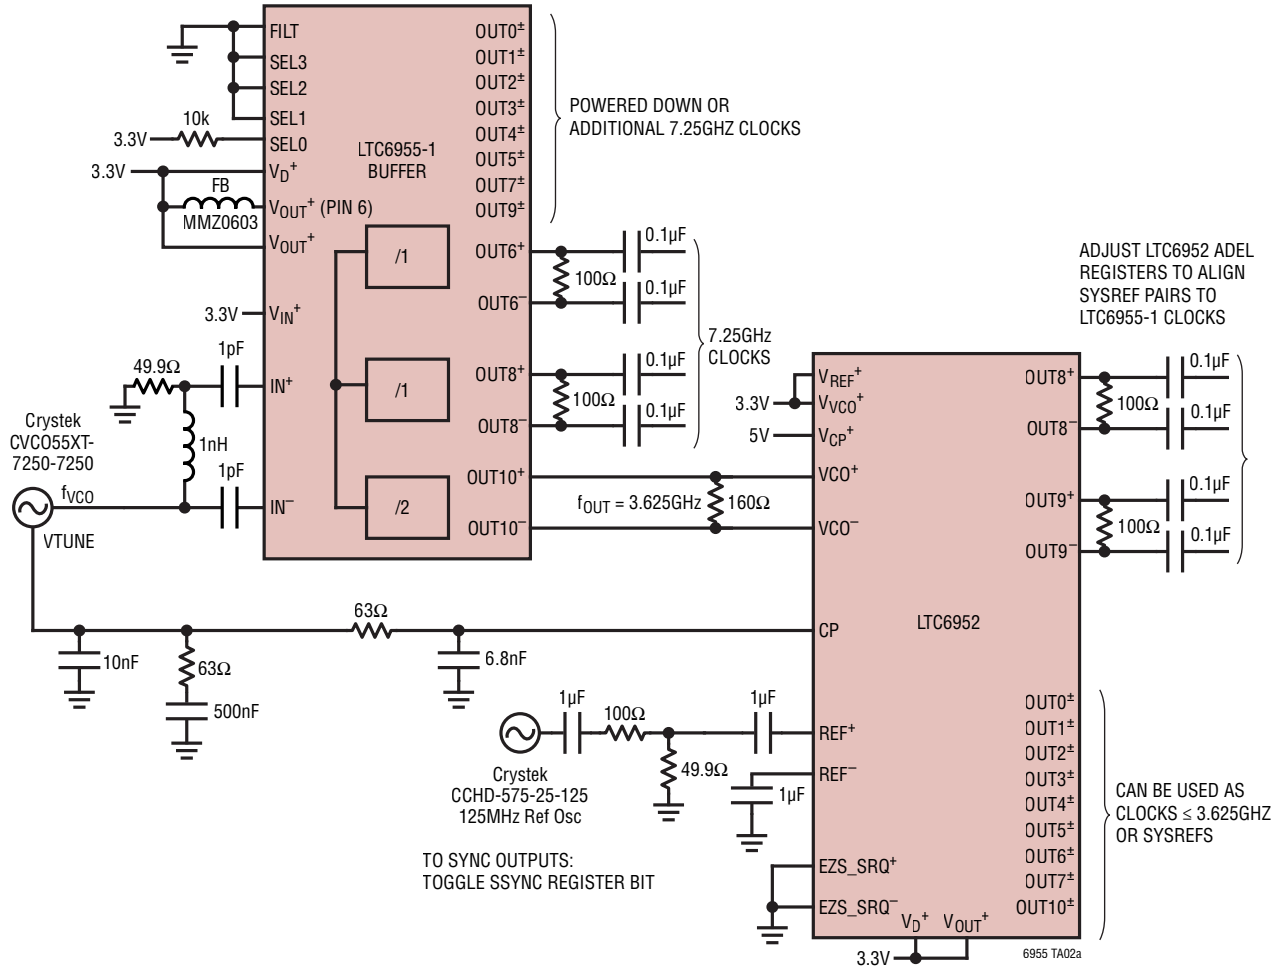 FILT
SEL3
SEL2
SEL1
10k
3.3V
SEL0
3.3V
VD+
FB
MMZ0603
VOUT+ (PIN 6)
VOUT+
3.3V
VIN+
LTC6955-1
BUFFER
/1
/1
/2
OUT0±
OUT1±
OUT2±
OUT3±
OUT4±
OUT5±
OUT7±
OUT9±
POWERED DOWN OR
ADDITIONAL 7.25GHZ CLOCKS
OUT6+
OUT6–
100Ω
0.1µF
0.1µF
OUT8+
OUT8–
100Ω
0.1µF
0.1µF
7.25GHz
CLOCKS
OUT10+
OUT10–
fOUT = 3.625GHz
160Ω
49.9Ω
1pF
IN+
1nH
1pF
IN–
Crystek
CVCO55XT-
7250-7250
fVCO
VTUNE
10nF
63Ω
500nF
63Ω
6.8nF
ADJUST LTC6952 ADEL
REGISTERS TO ALIGN
SYSREF PAIRS TO
LTC6955-1 CLOCKS
VREF+
3.3V
VVCO+
5V
VCP+
VCO+
VCO–
CP
LTC6952
OUT8+
OUT8–
100Ω
0.1µF
0.1µF
OUT9+
OUT9–
100Ω
0.1µF
0.1µF
1µF
100Ω
1µF
REF+
49.9Ω
REF–
1µF
Crystek
CCHD-575-25-125
125MHz Ref Osc
TO SYNC OUTPUTS:
TOGGLE SSYNC REGISTER BIT
EZS_SRQ+
EZS_SRQ–
OUT0±
OUT1±
OUT2±
OUT3±
OUT4±
OUT5±
OUT6±
OUT7±
OUT10±
CAN BE USED AS
CLOCKS ≤ 3.625GHZ
OR SYSREFS
VD+
VOUT+
3.3V
6955 TA02a